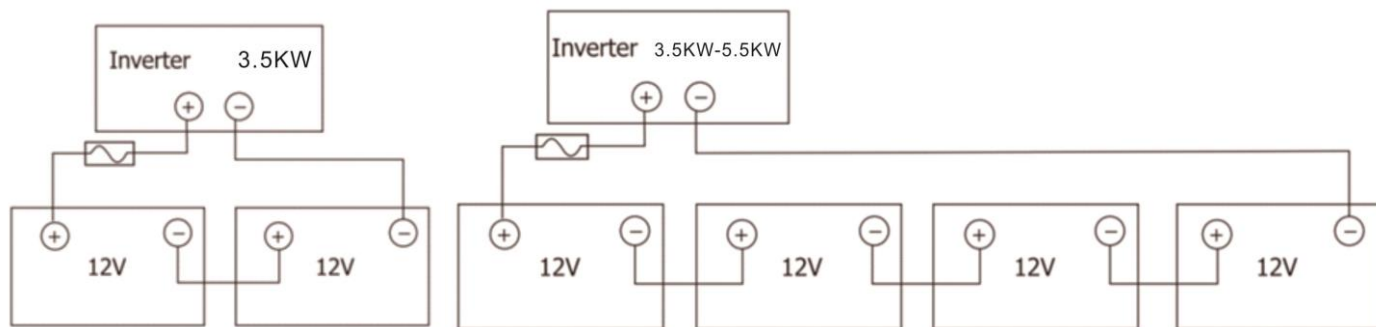 Inverter 3.5KW
+ −
+ − + −
12V 12V
Inverter 3.5KW-5.5KW
+ −
+ − + − + − + −
12V 12V 12V 12V